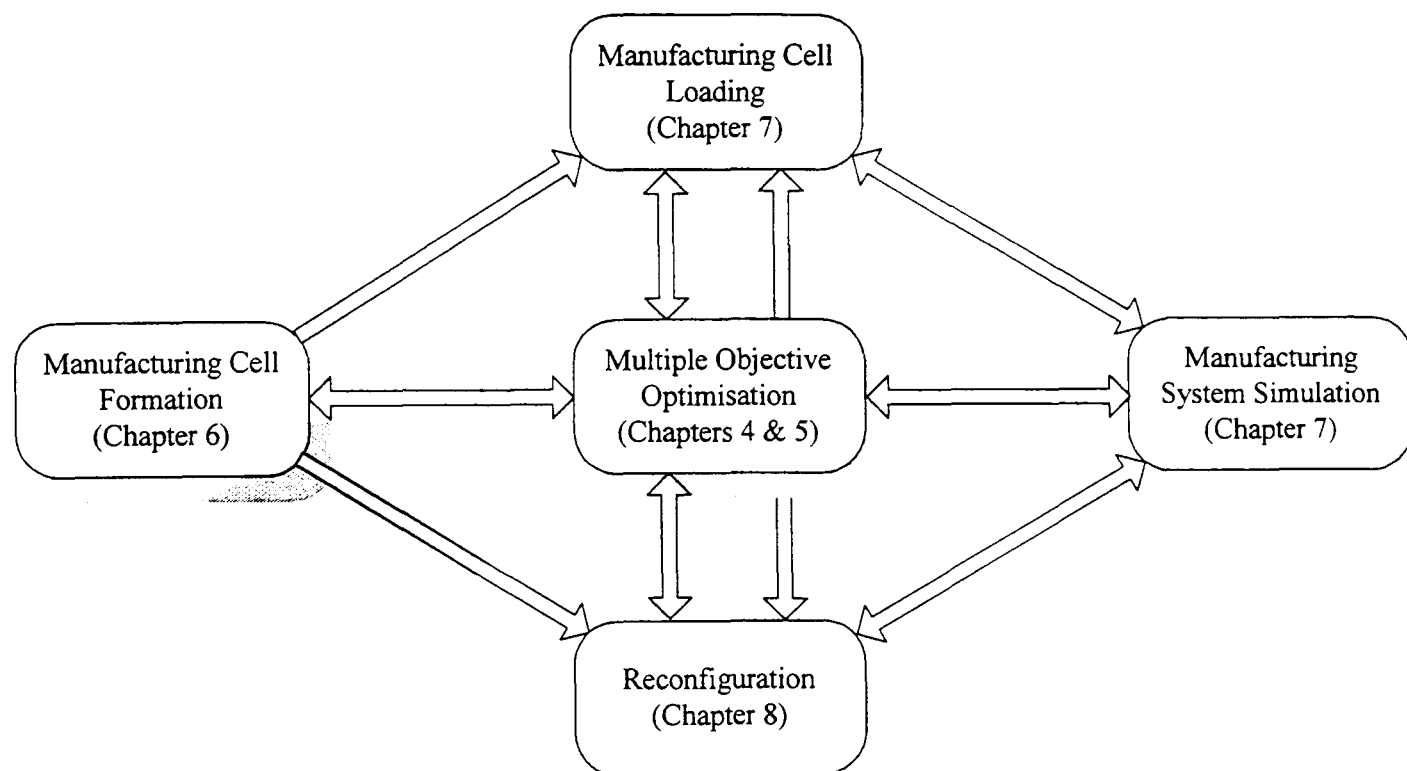 Manufacturing Cell
Loading
(Chapter 7)
Manufacturing Cell
Formation
(Chapter 6)
Multiple Objective
Optimisation
(Chapters 4 & 5)
Manufacturing
System Simulation
(Chapter 7)
Reconfiguration
(Chapter 8)